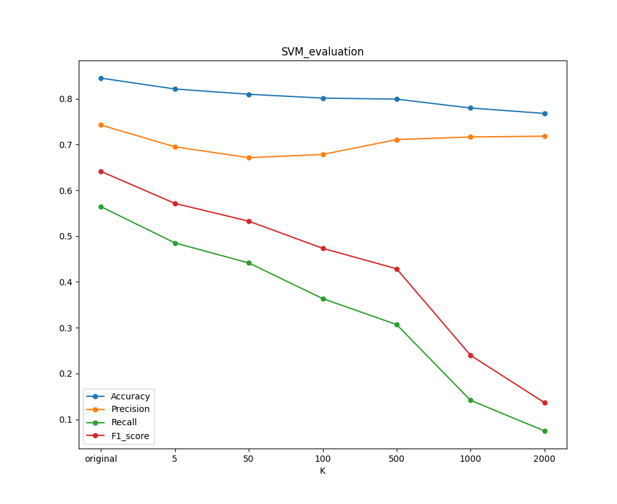 SVM_evaluation
0.8
0.7
0.6
0.5
0.4
0.3
0.2
0.1
Accuracy
Precision
Recall
F1_score
original 5 50 100 500 1000 2000
K